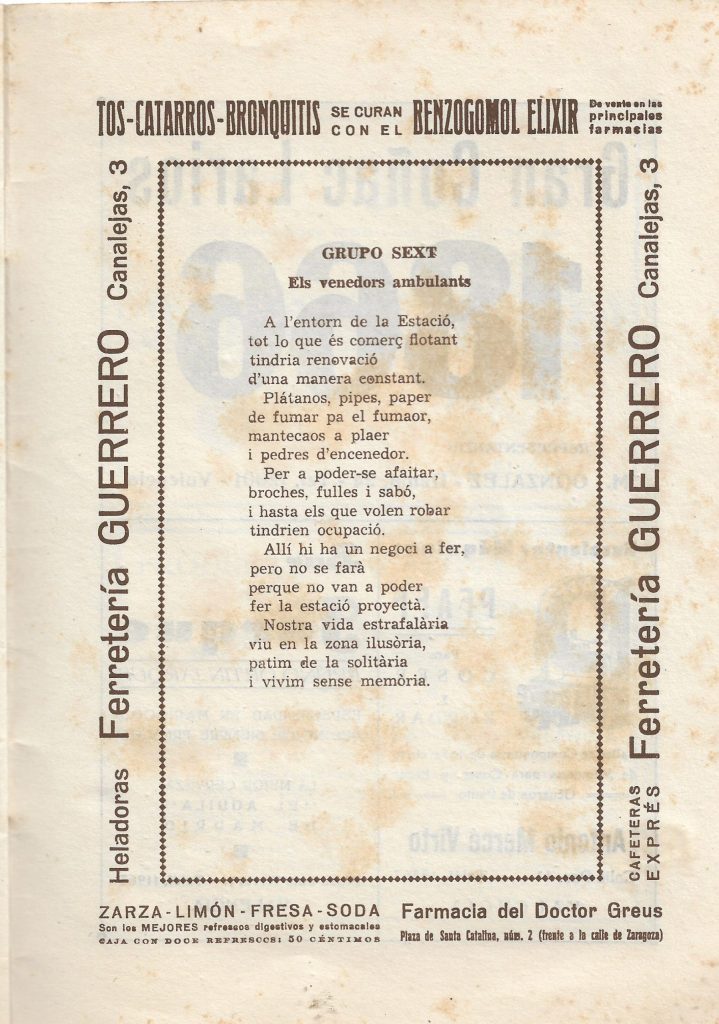 TOS-CATARROS-BRONQUITIS SE CURAN CON EL BENZOGOMOL ELIXIR De venta en las principales farmacias
Heladoras Ferretería GUERRERO Canalejas, 3
GRUPO SEXT
Els venedors ambulants
A l'entorn de la Estació,
tot lo que és comerç flotant
tindria renovació
d'una manera constant.
Plátanos, pipes, paper
de fumar pa el fumaor,
mantecaos a plaer
i pedres d'encenedor.
Per a poder-se afaitar,
broches, fulles i sabó,
i hasta els que volen robar
tindrien ocupació.
Allí hi ha un negoci a fer,
pero no se farà
perque no van a poder
fer la estació proyectà.
Nostra vida estrafalària
viu en la zona ilusòria,
patim de la solitària
i vivim sense memòria.
CAFETERAS EXPRÉS Ferretería GUERRERO Canalejas, 3
ZARZA-LIMÓN-FRESA-SODA
Son los MEJORES refrescos digestivos y estomacales
CAJA CON DOCE REFRESCOS: 50 CÉNTIMOS
Farmacia del Doctor Greus
Plaza de Santa Catalina, núm. 2 (frente a la calle de Zaragoza)